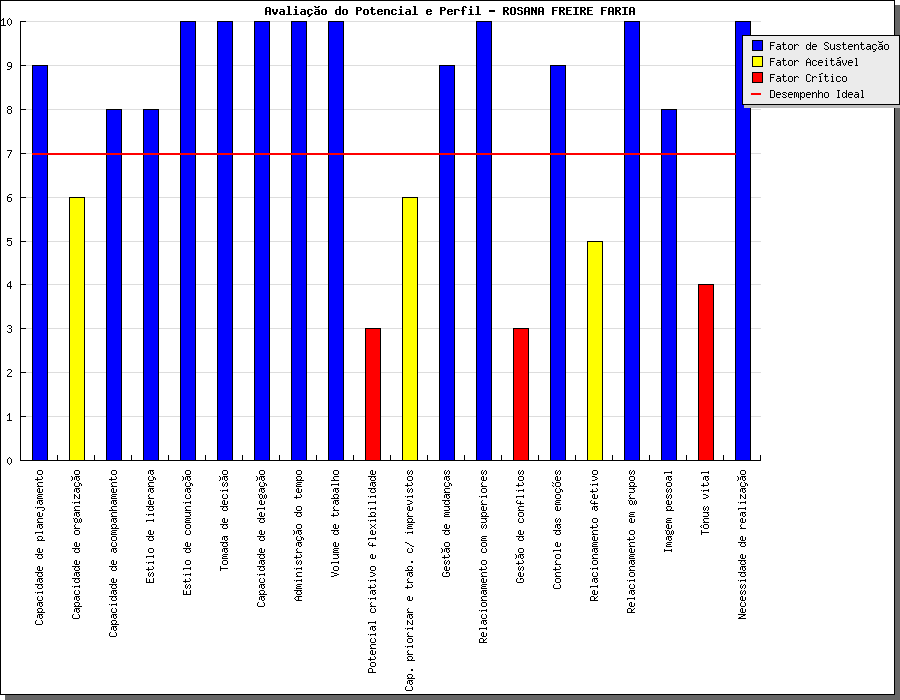 Avaliação do Potencial e Perfil - ROSANA FREIRE FARIA
10
9
8
7
6
5
4
3
2
1
0
Fator de Sustentação
Fator Aceitável
Fator Crítico
Desempenho Ideal
Capacidade de planejamento
Capacidade de organização
Capacidade de acompanhamento
Estilo de liderança
Estilo de comunicação
Tomada de decisão
Capacidade de delegação
Administração do tempo
Volume de trabalho
Potencial criativo e flexibilidade
Cap. priorizar e trab. c/ imprevistos
Gestão de mudanças
Relacionamento com superiores
Gestão de conflitos
Controle das emoções
Relacionamento afetivo
Relacionamento em grupos
Imagem pessoal
Tônus vital
Necessidade de realização